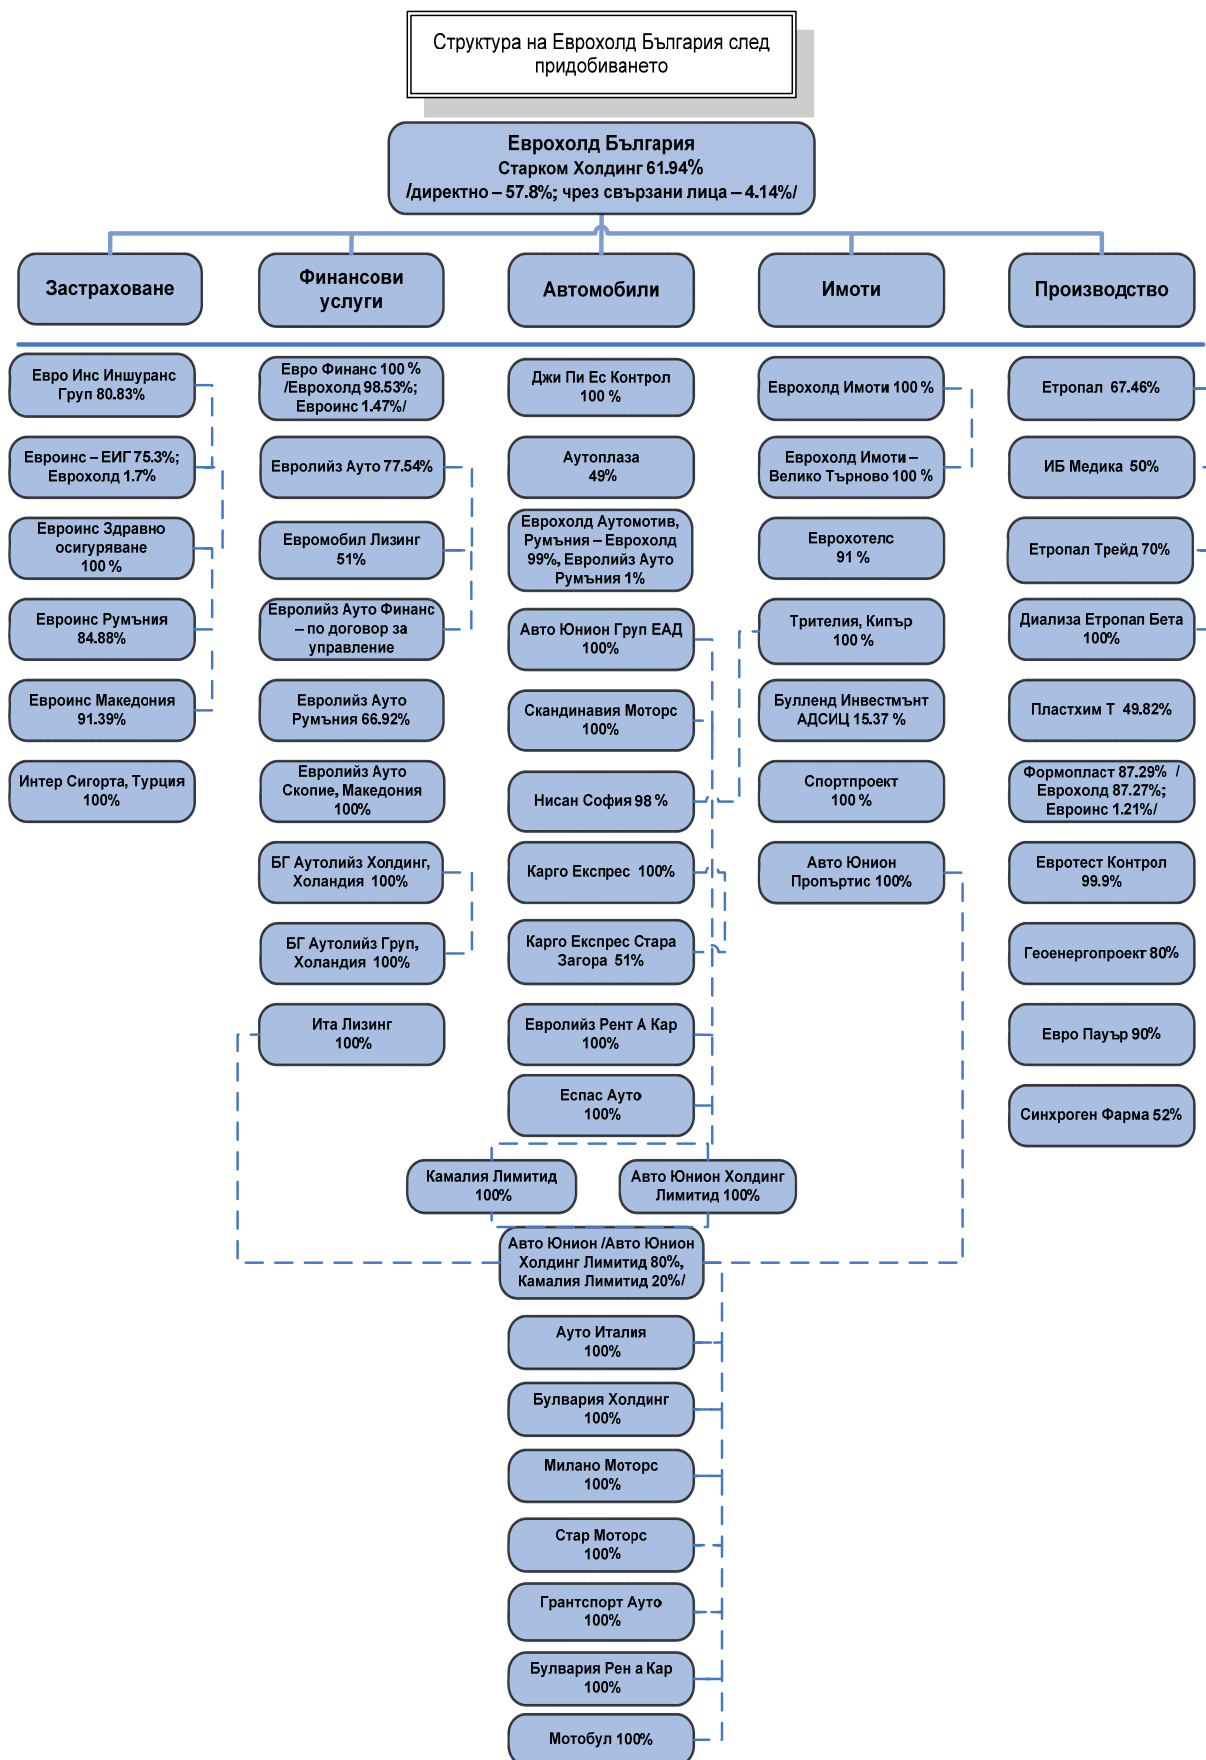 Структура на Еврохолд България след
придобиването
Еврохолд България
Старком Холдинг 61.94%
/директно – 57.8%; чрез свързани лица – 4.14%/
Застраховане
Финансови
услуги
Автомобили
Имоти
Производство
Евро Инс Иншуранс
Груп 80.83%
Евроинс – ЕИГ 75.3%;
Еврохолд 1.7%
Евроинс Здравно
осигуряване
100 %
Евроинс Румъния
84.88%
Евроинс Македония
91.39%
Интер Сигорта, Турция
100%
Евро Финанс 100 %
/Еврохолд 98.53%;
Евроинс 1.47%/
Евролийз Ауто 77.54%
Евромобил Лизинг
51%
Евролийз Ауто Финанс
– по договор за
управление
Евролийз Ауто
Румъния 66.92%
Евролийз Ауто
Скопие, Македония
100%
БГ Аутолийз Холдинг,
Холандия 100%
БГ Аутолийз Груп,
Холандия 100%
Ита Лизинг
100%
Джи Пи Ес Контрол
100 %
Аутоплаза
49%
Еврохолд Аутомотив,
Румъния – Еврохолд
99%, Евролийз Ауто
Румъния 1%
Авто Юнион Груп ЕАД
100%
Скандинавия Моторс
100%
Нисан София 98 %
Карго Експрес 100%
Карго Експрес Стара
Загора 51%
Евролийз Рент А Кар
100%
Еспас Ауто
100%
Камалия Лимитид
100%
Авто Юнион Холдинг
Лимитид 100%
Авто Юнион /Авто Юнион
Холдинг Лимитид 80%,
Камалия Лимитид 20%/
Ауто Италия
100%
Булвария Холдинг
100%
Милано Моторс
100%
Стар Моторс
100%
Грантспорт Ауто
100%
Булвария Рен а Кар
100%
Мотобул 100%
Еврохолд Имоти 100 %
Еврохолд Имоти –
Велико Търново 100 %
Еврохотелс
91 %
Трителия, Кипър
100 %
Булленд Инвестмънт
АДСИЦ 15.37 %
Спортпроект
100 %
Авто Юнион
Пропъртис 100%
Етропал 67.46%
ИБ Медика 50%
Етропал Трейд 70%
Диализа Етропал Бета
100%
Пластхим Т 49.82%
Формопласт 87.29% /
Еврохолд 87.27%;
Евроинс 1.21%/
Евротест Контрол
99.9%
Геоенергопроект 80%
Евро Пауър 90%
Синхроген Фарма 52%